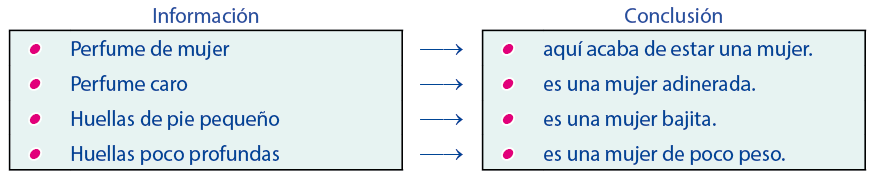 Información Conclusión
• Perfume de mujer → • aquí acaba de estar una mujer.
• Perfume caro → • es una mujer adinerada.
• Huellas de pie pequeño → • es una mujer bajita.
• Huellas poco profundas → • es una mujer de poco peso.